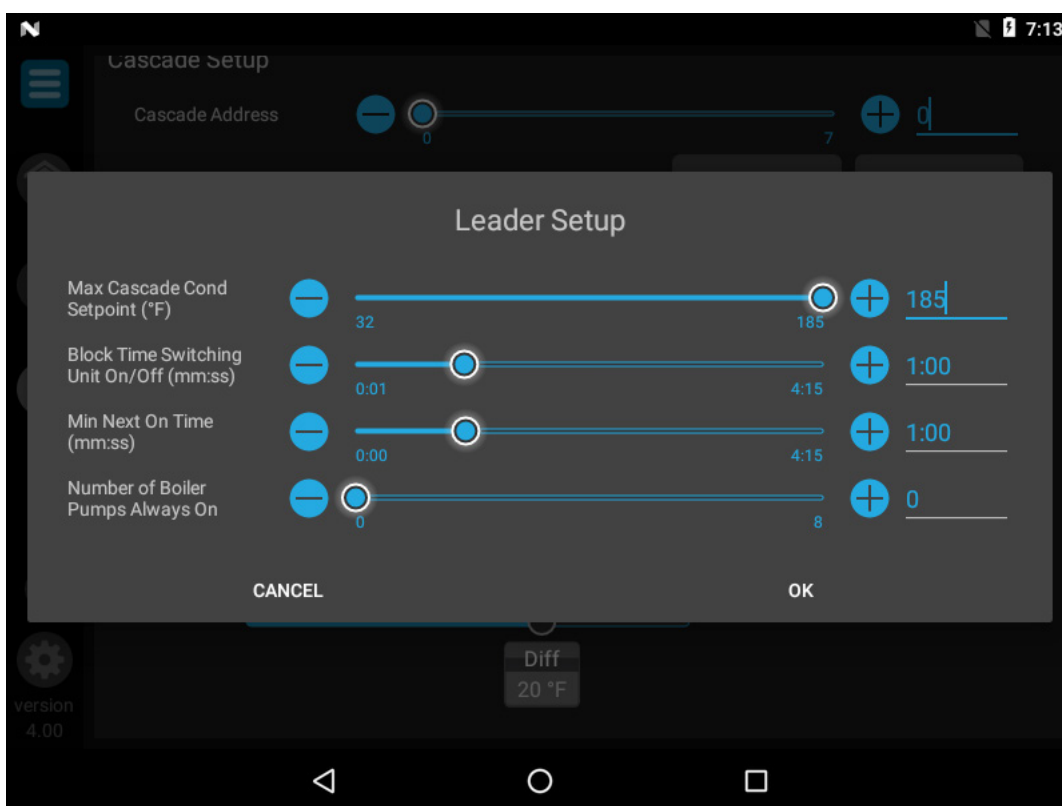 N
7:13
Cascade Setup
Cascade Address
0
7
0
Leader Setup
Max Cascade Cond
Setpoint (°F)
32
185
185
Block Time Switching
Unit On/Off (mm:ss)
0:01
4:15
1:00
Min Next On Time
(mm:ss)
0:00
4:15
1:00
Number of Boiler
Pumps Always On
0
8
0
CANCEL
OK
Diff
20 °F
version
4.00